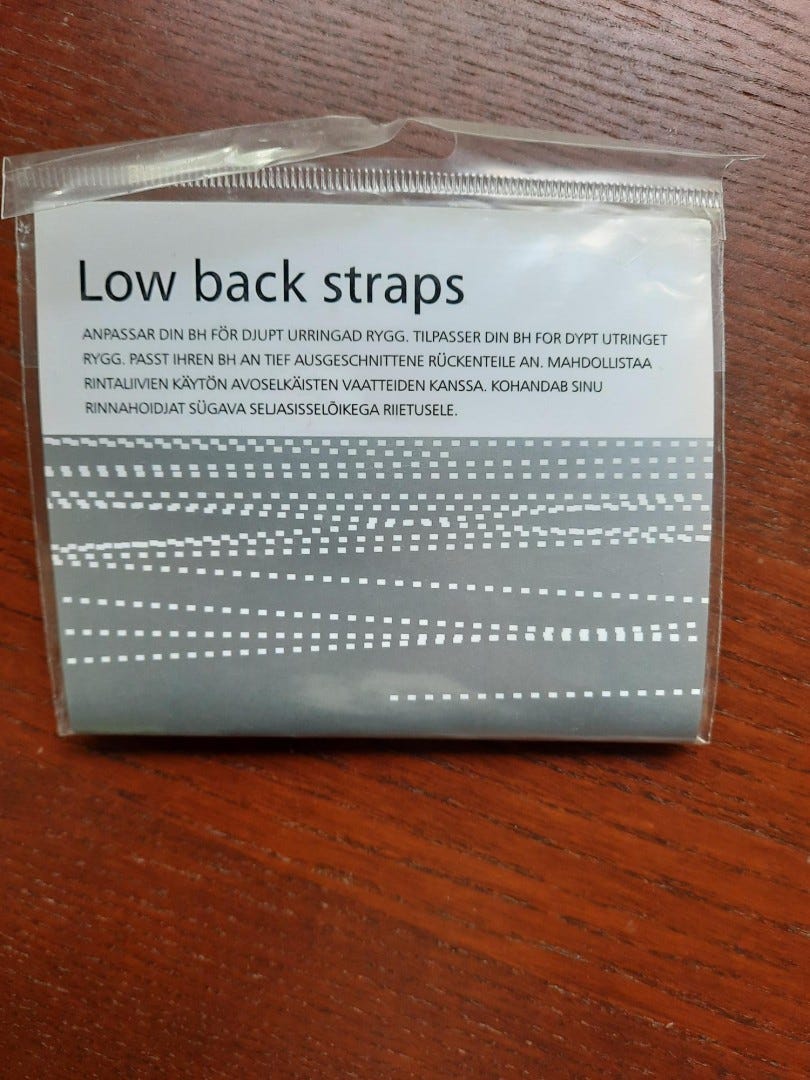 Low back straps
ANPASSAR DIN BH FÖR DJUPT URRINGAD RYGG. TILPASSER DIN BH FOR DYPT UTRINGET
RYGG. PASST IHREN BH AN TIEF AUSGESCHNITTENE RÜCKENTEILE AN. MAHDOLLISTAA
RINTALIIVIEN KÄYTÖN AVOSELKÄISTEN VAATTEIDEN KANSSA. KOHANDAB SINU
RINNAHOIDJAT SÜGAVA SELJASISSELÕIKEGA RIIETUSELE.